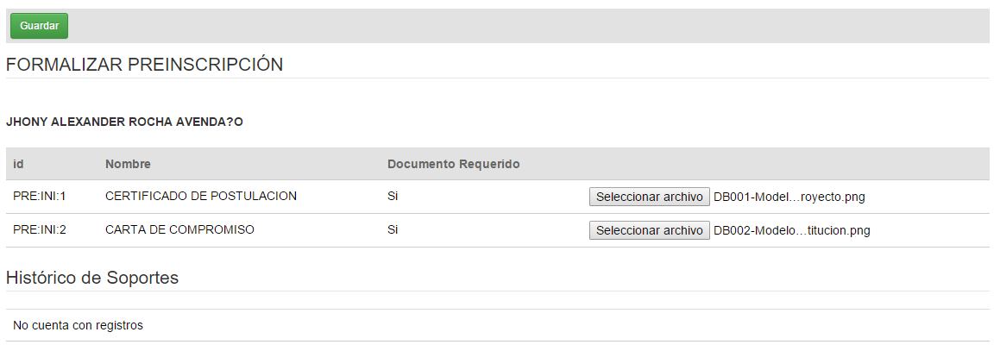 Guardar
FORMALIZAR PREINSCRIPCIÓN
JHONY ALEXANDER ROCHA AVENDA?O
id Nombre Documento Requerido
PRE:INI:1 CERTIFICADO DE POSTULACION Si Seleccionar archivo DB001-Model...royecto.png
PRE:INI:2 CARTA DE COMPROMISO Si Seleccionar archivo DB002-Modelo...titucion.png
Histórico de Soportes
No cuenta con registros